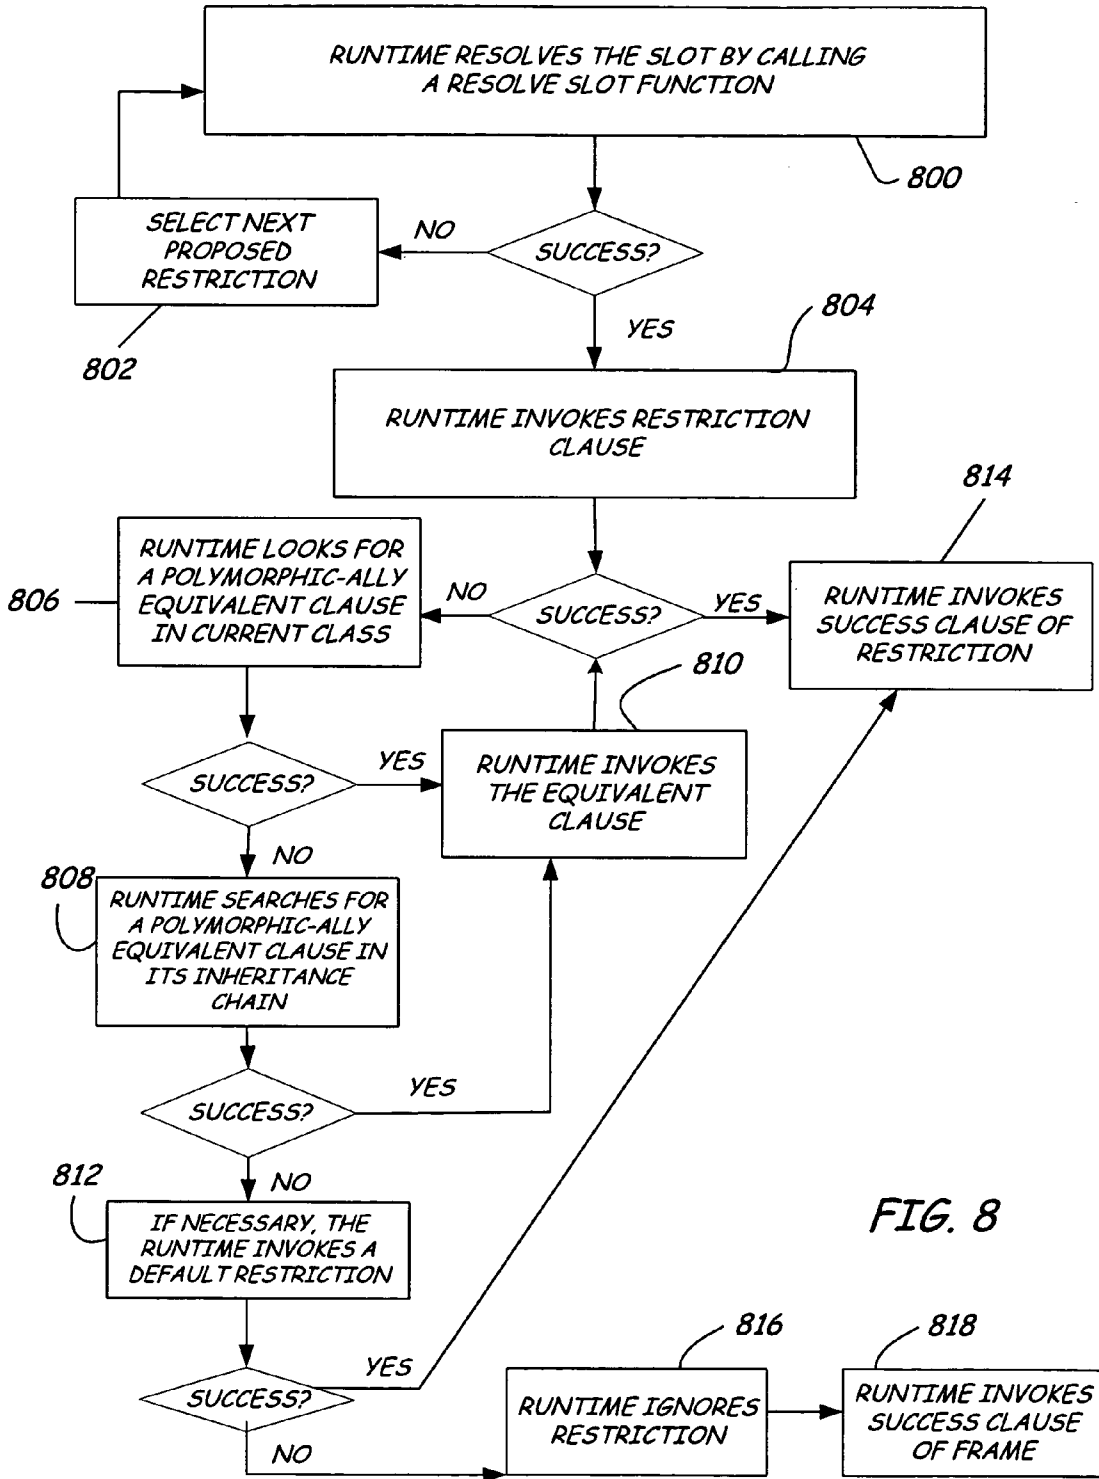 RUNTIME RESOLVES THE SLOT BY CALLING
A RESOLVE SLOT FUNCTION
800
SELECT NEXT
PROPOSED
RESTRICTION
802
NO
SUCCESS?
YES
804
RUNTIME INVOKES RESTRICTION
CLAUSE
814
806
RUNTIME LOOKS FOR
A POLYMORPHIC-ALLY
EQUIVALENT CLAUSE
IN CURRENT CLASS
NO
SUCCESS?
YES
RUNTIME INVOKES
SUCCESS CLAUSE OF
RESTRICTION
810
SUCCESS?
YES
RUNTIME INVOKES
THE EQUIVALENT
CLAUSE
NO
808
RUNTIME SEARCHES FOR
A POLYMORPHIC-ALLY
EQUIVALENT CLAUSE IN
ITS INHERITANCE
CHAIN
SUCCESS?
YES
NO
812
IF NECESSARY, THE
RUNTIME INVOKES A
DEFAULT RESTRICTION
FIG. 8
SUCCESS?
YES
NO
816
RUNTIME IGNORES
RESTRICTION
818
RUNTIME INVOKES
SUCCESS CLAUSE
OF FRAME